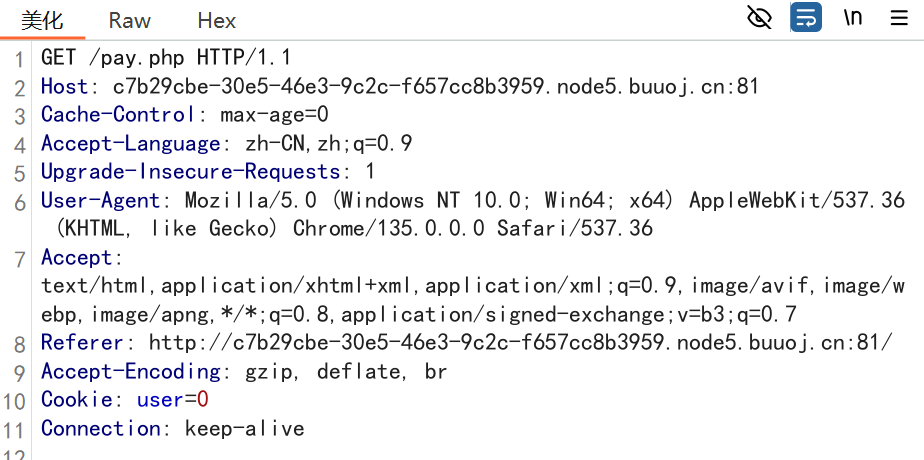 美化 Raw Hex \n
1 GET /pay.php HTTP/1.1
2 Host: c7b29cbe-30e5-46e3-9c2c-f657cc8b3959.node5.buuoj.cn:81
3 Cache-Control: max-age=0
4 Accept-Language: zh-CN,zh;q=0.9
5 Upgrade-Insecure-Requests: 1
6 User-Agent: Mozilla/5.0 (Windows NT 10.0; Win64; x64) AppleWebKit/537.36
(KHTML, like Gecko) Chrome/135.0.0.0 Safari/537.36
7 Accept:
text/html,application/xhtml+xml,application/xml;q=0.9,image/avif,image/w
ebp,image/apng,*/*;q=0.8,application/signed-exchange;v=b3;q=0.7
8 Referer: http://c7b29cbe-30e5-46e3-9c2c-f657cc8b3959.node5.buuoj.cn:81/
9 Accept-Encoding: gzip, deflate, br
10 Cookie: user=0
11 Connection: keep-alive
12